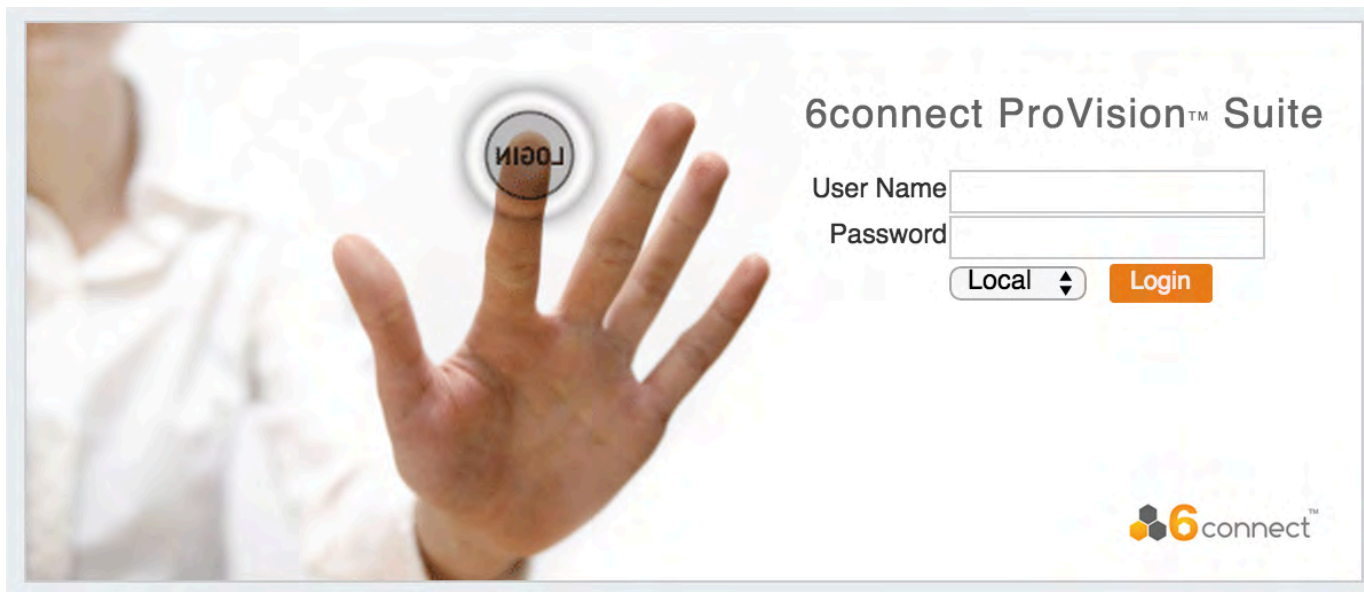 LOGIN
6connect ProVision™ Suite
User Name
Password
Local
Login
6connect™